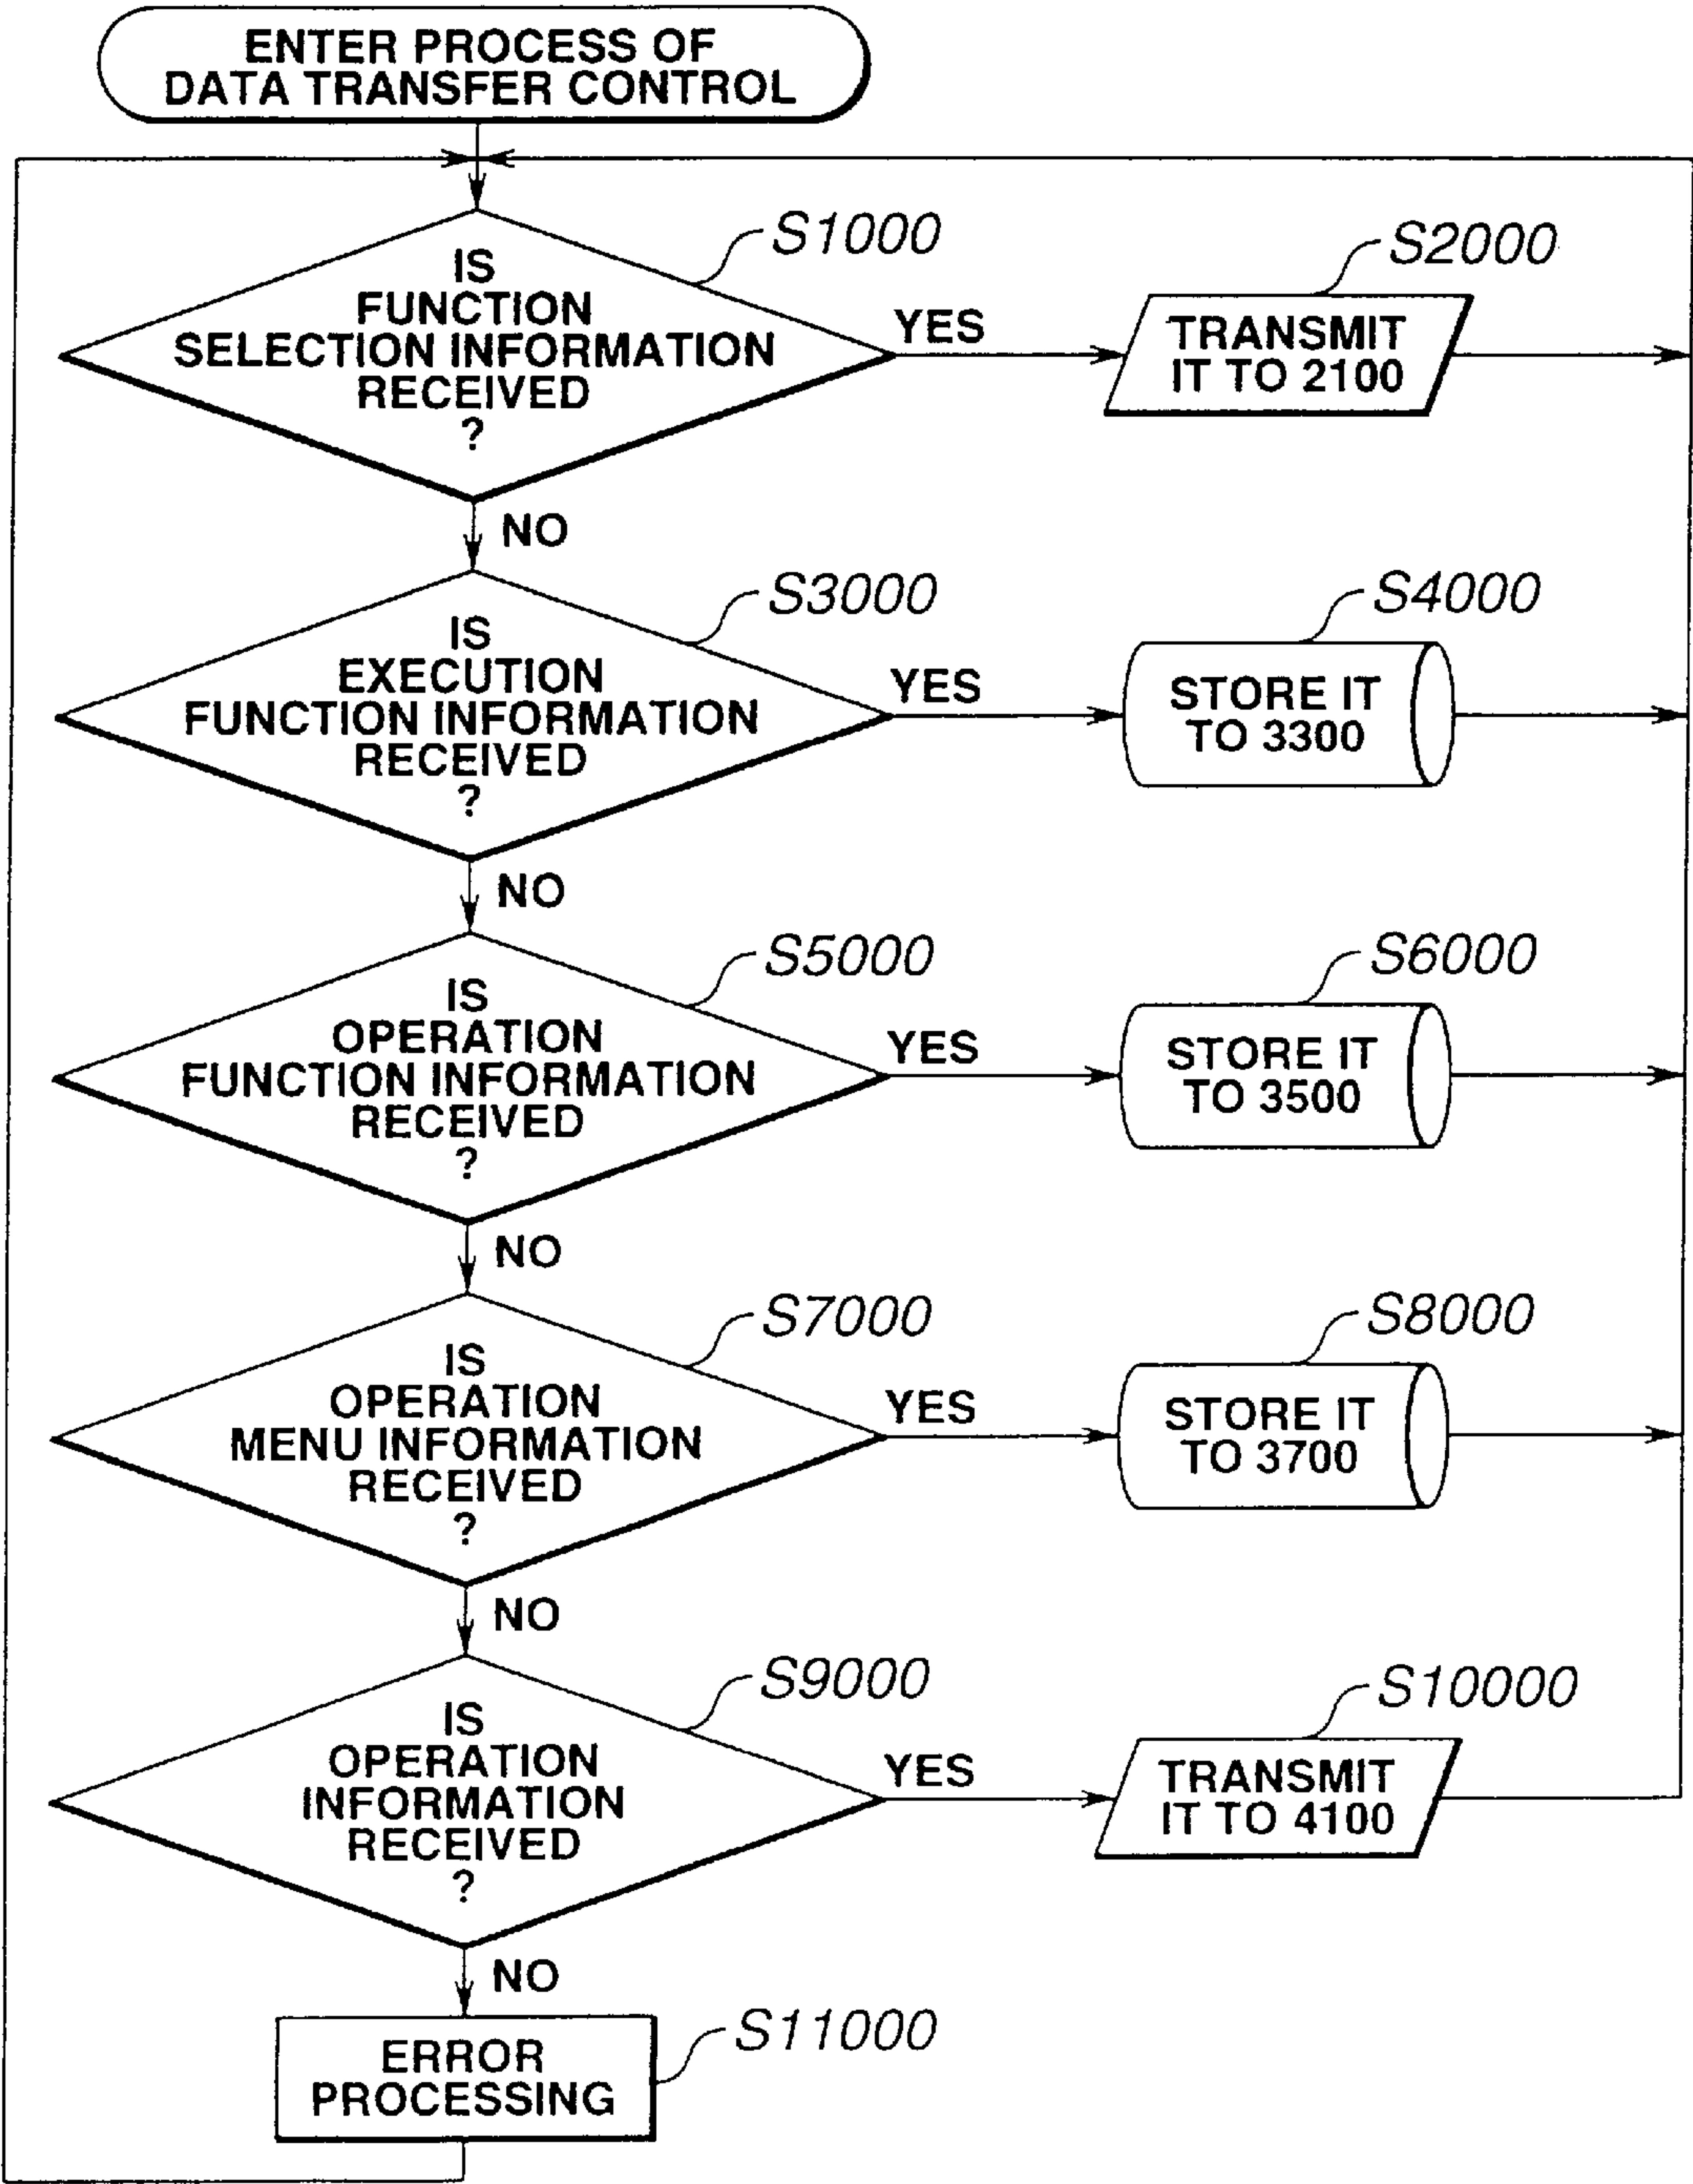 ENTER PROCESS OF
DATA TRANSFER CONTROL
S1000
IS
FUNCTION
SELECTION INFORMATION
RECEIVED
?
YES
S2000
TRANSMIT
IT TO 2100
NO
S3000
IS
EXECUTION
FUNCTION INFORMATION
RECEIVED
?
YES
S4000
STORE IT
TO 3300
NO
S5000
IS
OPERATION
FUNCTION INFORMATION
RECEIVED
?
YES
S6000
STORE IT
TO 3500
NO
S7000
IS
OPERATION
MENU INFORMATION
RECEIVED
?
YES
S8000
STORE IT
TO 3700
NO
S9000
IS
OPERATION
INFORMATION
RECEIVED
?
YES
S10000
TRANSMIT
IT TO 4100
NO
S11000
ERROR
PROCESSING